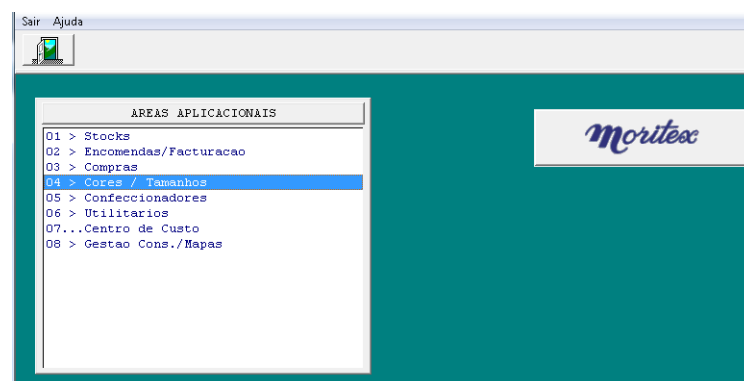 Sair Ajuda
AREAS APLICACIONAIS
01 > Stocks
02 > Encomendas/Facturacao
03 > Compras
04 > Cores / Tamanhos
05 > Confeccionadores
06 > Utilitarios
07...Centro de Custo
08 > Gestao Cons./Mapas
Moritex